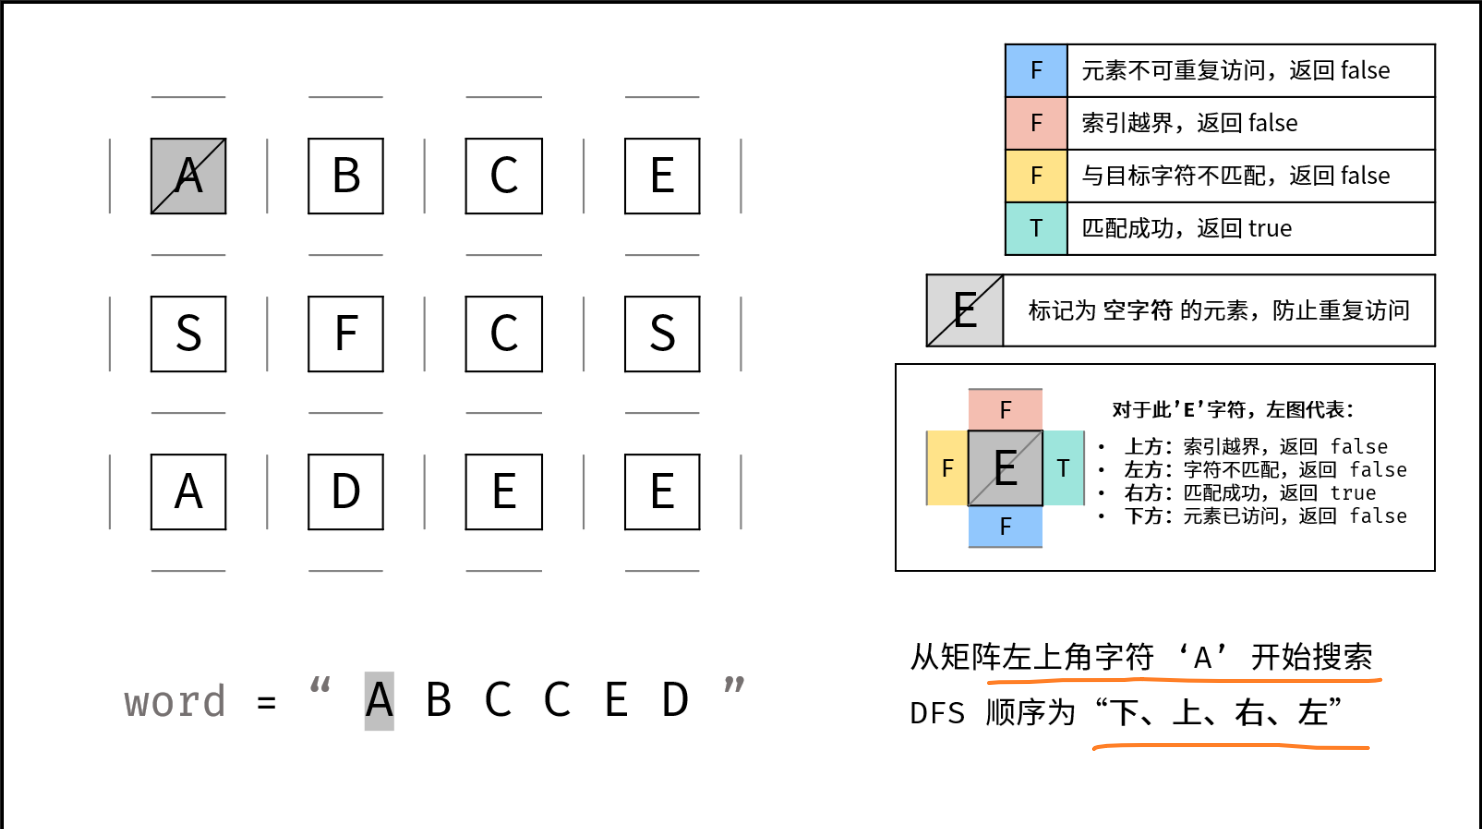 A B C E
S F C S
A D E E
word = “ A B C C E D ”
F 元素不可重复访问，返回 false
F 索引越界，返回 false
F 与目标字符不匹配，返回 false
T 匹配成功，返回 true
E 标记为 空字符 的元素，防止重复访问
F
F E T
F
对于此’E’字符，左图代表：
• 上方：索引越界，返回 false
• 左方：字符不匹配，返回 false
• 右方：匹配成功，返回 true
• 下方：元素已访问，返回 false
从矩阵左上角字符 ‘A’ 开始搜索
DFS 顺序为“下、上、右、左”